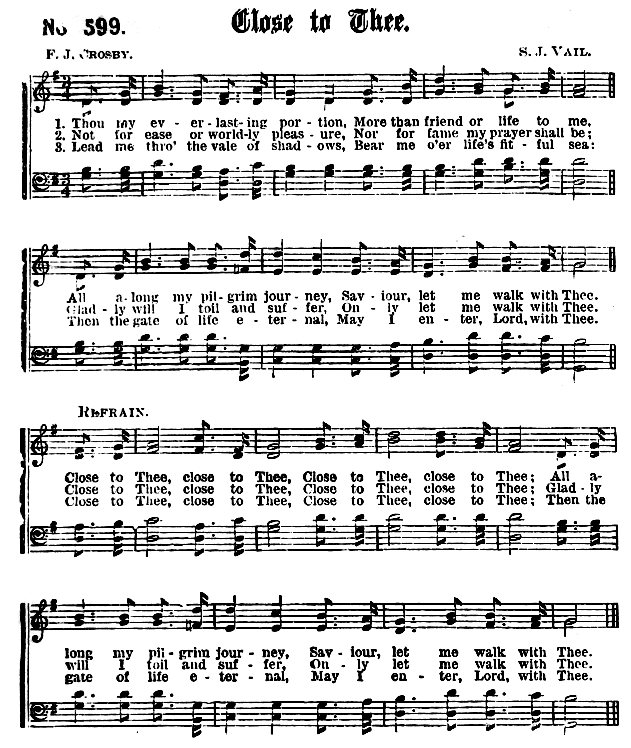 No 599.
Close to Thee.
F. J. CROSBY.
S. J. VAIL.
1. Thou my ev - er - last - ing por - tion, More than friend or life to me,
2. Not for ease or world - ly pleas - ure, Nor for fame my prayer shall be;
3. Lead me thro' the vale of shad - ows, Bear me o'er life's fit - ful sea:
All a - long my pil - grim jour - ney, Sav - iour, let me walk with Thee.
Glad - ly will I toil and suf - fer, On - ly let me walk with Thee.
Then the gate of life e - ter - nal, May I en - ter, Lord, with Thee.
REFRAIN.
Close to Thee, close to Thee, Close to Thee, close to Thee; All a-
Close to Thee, close to Thee, Close to Thee, close to Thee; Glad - ly
Close to Thee, close to Thee, Close to Thee, close to Thee; Then the
long my pil - grim jour - ney, Sav - iour, let me walk with Thee.
will I toil and suf - fer, On - ly let me walk with Thee.
gate of life e - ter - nal, May I en - ter, Lord, with Thee.